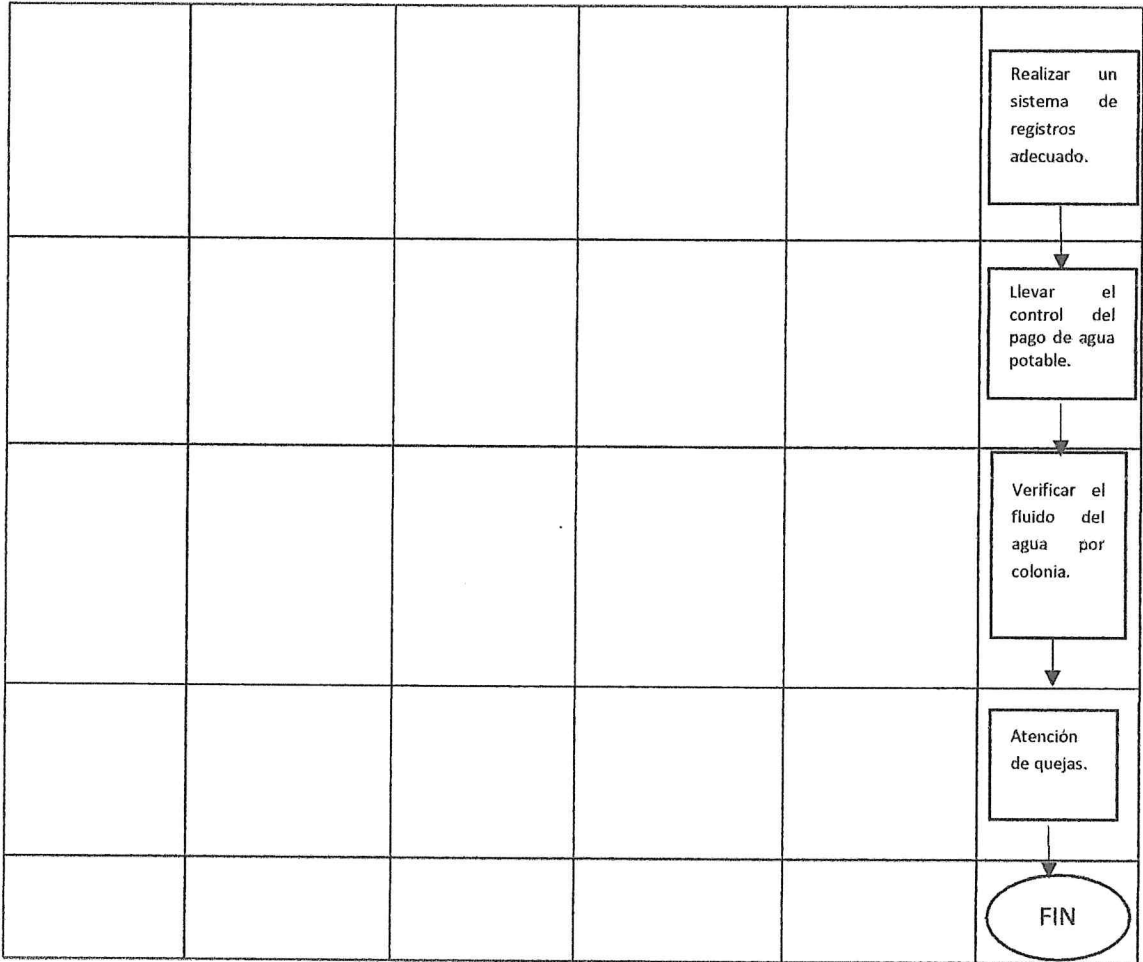 Realizar un
sistema de
registros
adecuado.
Llevar el
control del
pago de agua
potable.
Verificar el
fluido del
agua por
colonia.
Atención
de quejas.
FIN